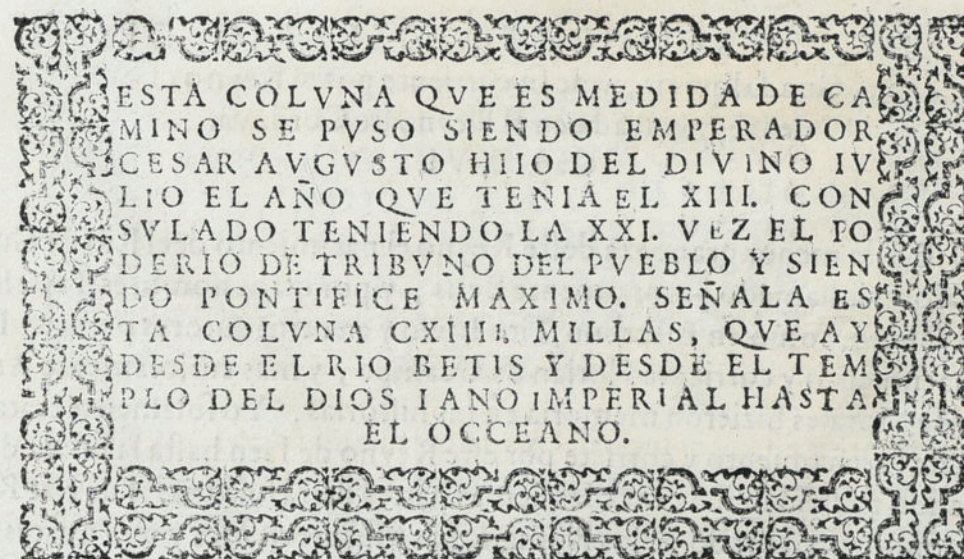 ESTA COLVNA QVE ES MEDIDA DE CA
MINO SE PVSO SIENDO EMPERADOR
CESAR AVGVSTO HIIO DEL DIVINO IV
LIO EL AÑO QVE TENIA EL XIII. CON
SVLADO TENIENDO LA XXI. VEZ EL PO
DERIO DE TRIBVNO DEL PVEBLO Y SIEN
DO PONTIFICE MAXIMO. SEÑALA ES
TA COLVNA CXIIII. MILLAS, QVE AY
DESDE EL RIO BETIS Y DESDE EL TEM
PLO DEL DIOS IANO IMPERIAL HASTA
EL OCCEANO.